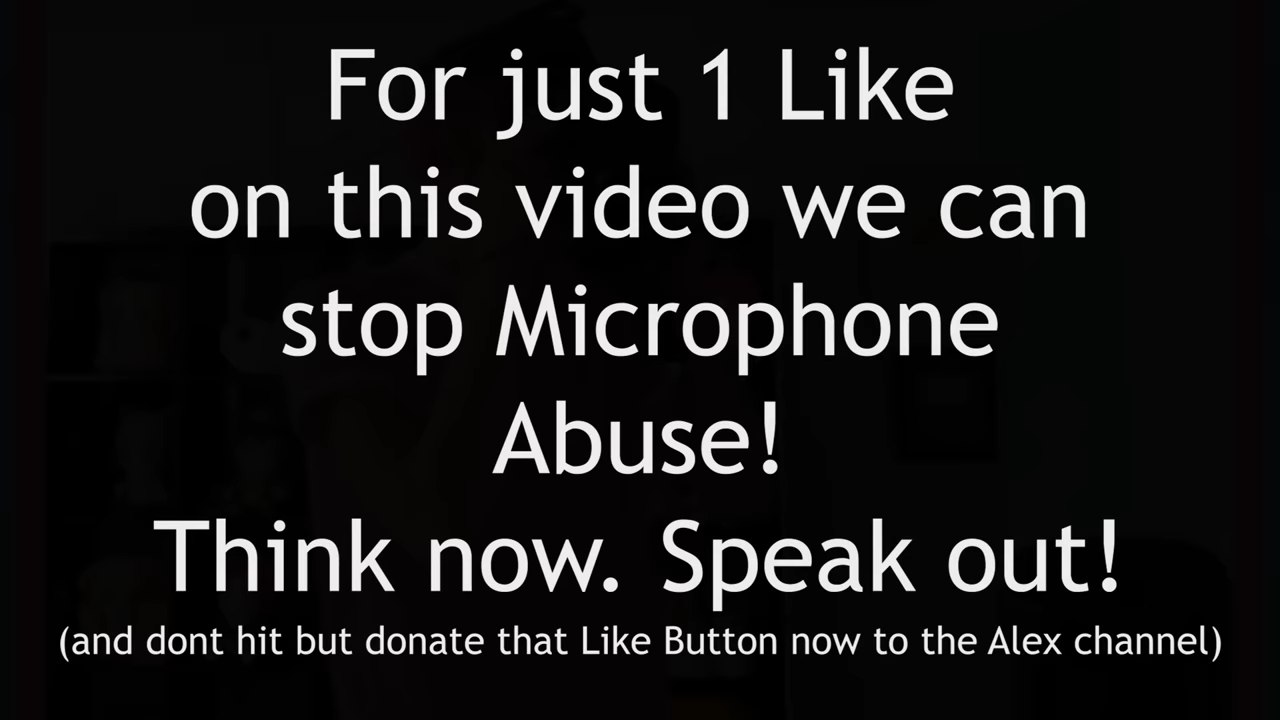 For just 1 Like
on this video we can
stop Microphone
Abuse!
Think now. Speak out!
(and dont hit but donate that Like Button now to the Alex channel)